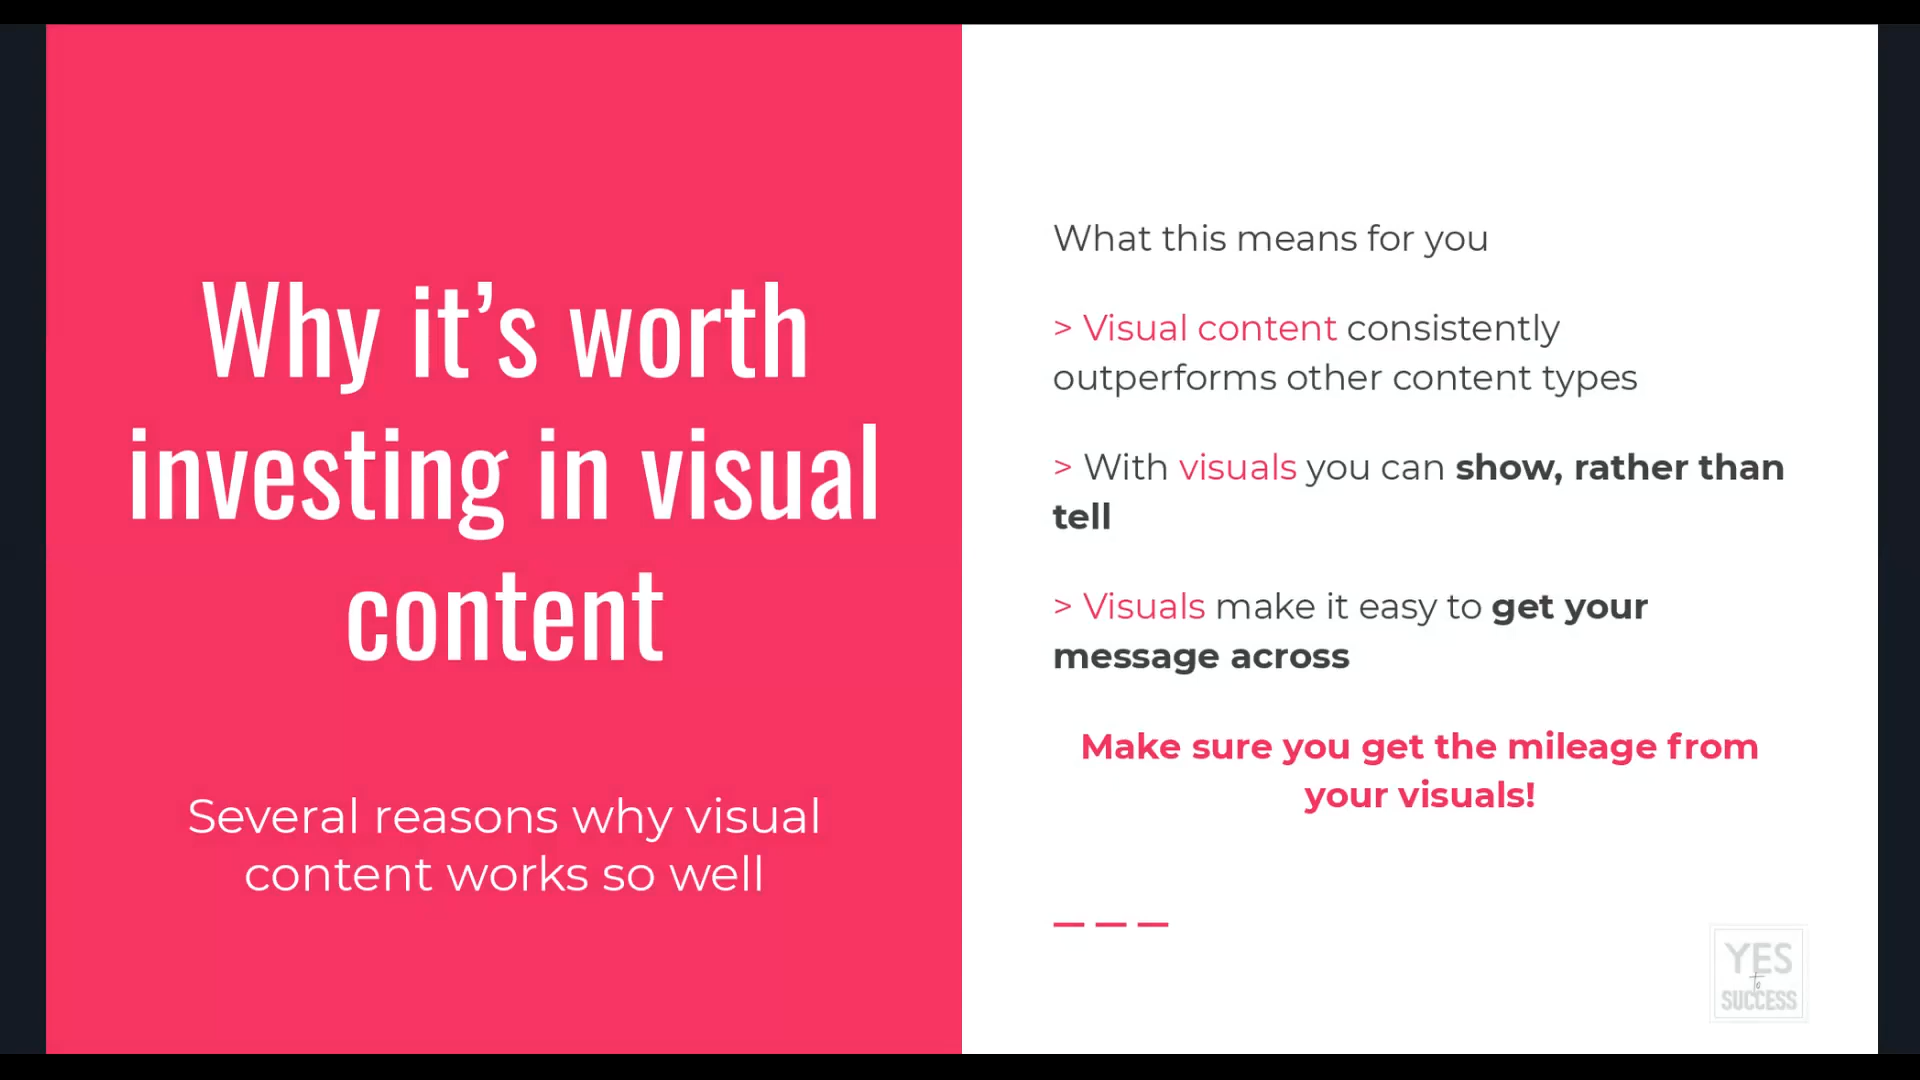 Why it’s worth
investing in visual
content
Several reasons why visual
content works so well
What this means for you
> Visual content consistently
outperforms other content types
> With visuals you can show, rather than
tell
> Visuals make it easy to get your
message across
Make sure you get the mileage from
your visuals!
YES
to
SUCCESS